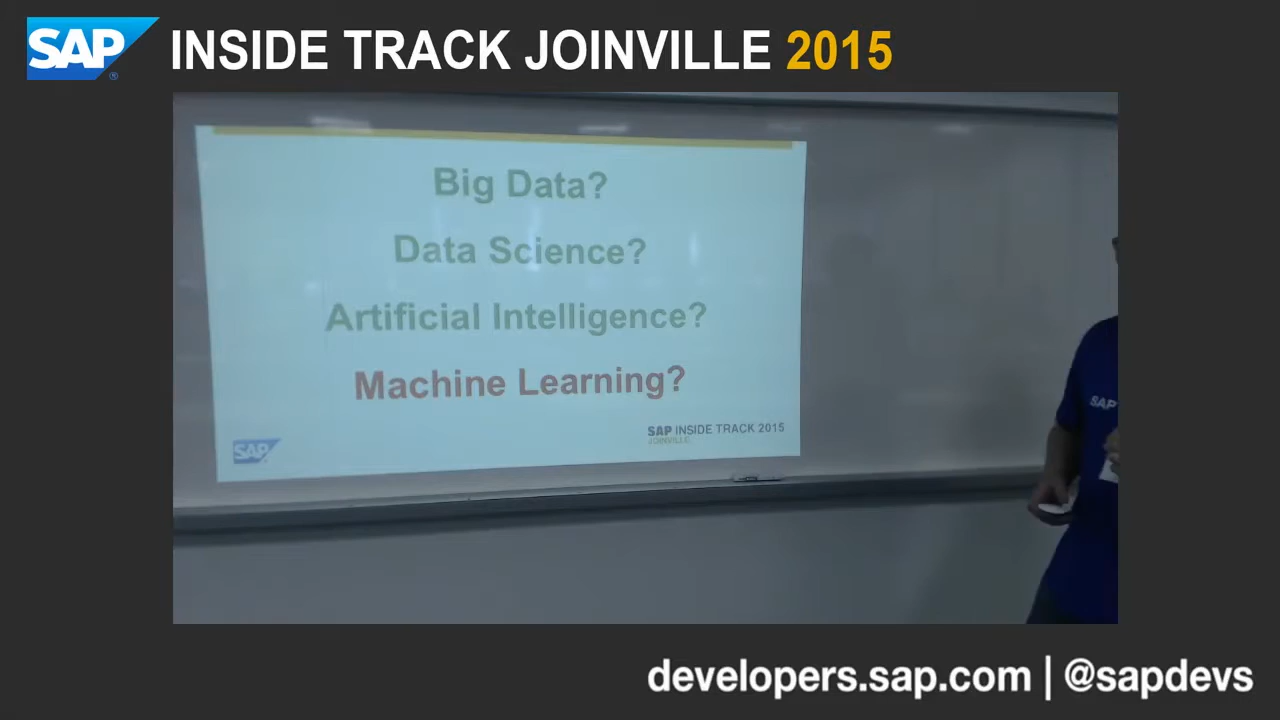 SAP
INSIDE TRACK JOINVILLE 2015
Big Data?
Data Science?
Artificial Intelligence?
Machine Learning?
SAP INSIDE TRACK 2015
JOINVILLE
SAP
SAP
developers.sap.com | @sapdevs